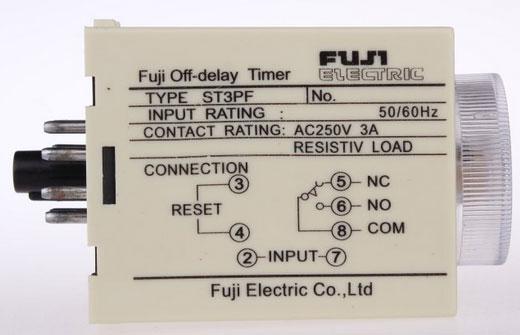 FUJI
ELECTRIC
Fuji Off-delay Timer
TYPE ST3PF No.
INPUT RATING : 50/60Hz
CONTACT RATING: AC250V 3A
RESISTIV LOAD
CONNECTION
3 5 NC
RESET 6 NO
4 8 COM
2 INPUT 7
Fuji Electric Co.,Ltd